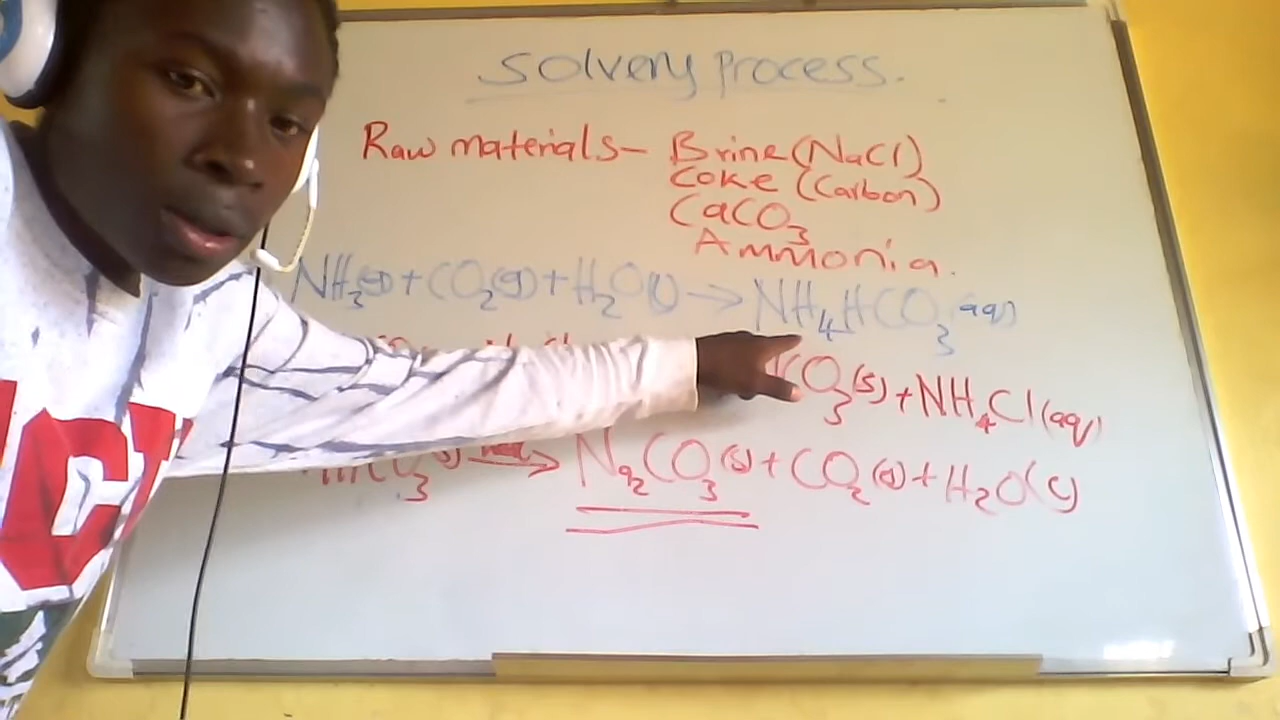 Solvery Process.
Raw materials- Brine (NaCl)
Coke (Carbon)
CaCO3
Ammonia.
NH3(g) + CO2(g) + H2O(l) → NH4HCO3(aq)
CO3(s) + NH4Cl(aq)
CO3 → N2CO3(s) + CO2(g) + H2O(l)